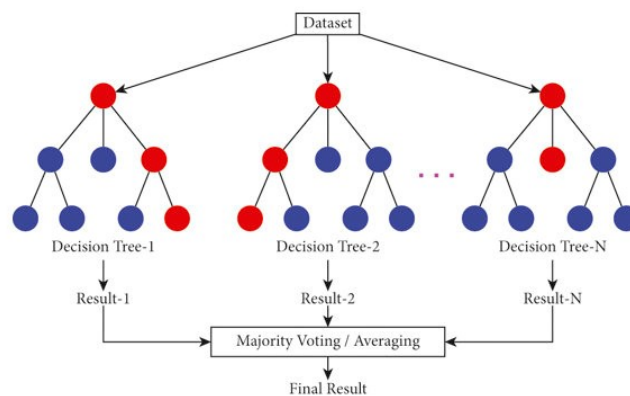 Dataset
Decision Tree-1
Decision Tree-2
Decision Tree-N
Result-1
Result-2
Result-N
Majority Voting / Averaging
Final Result